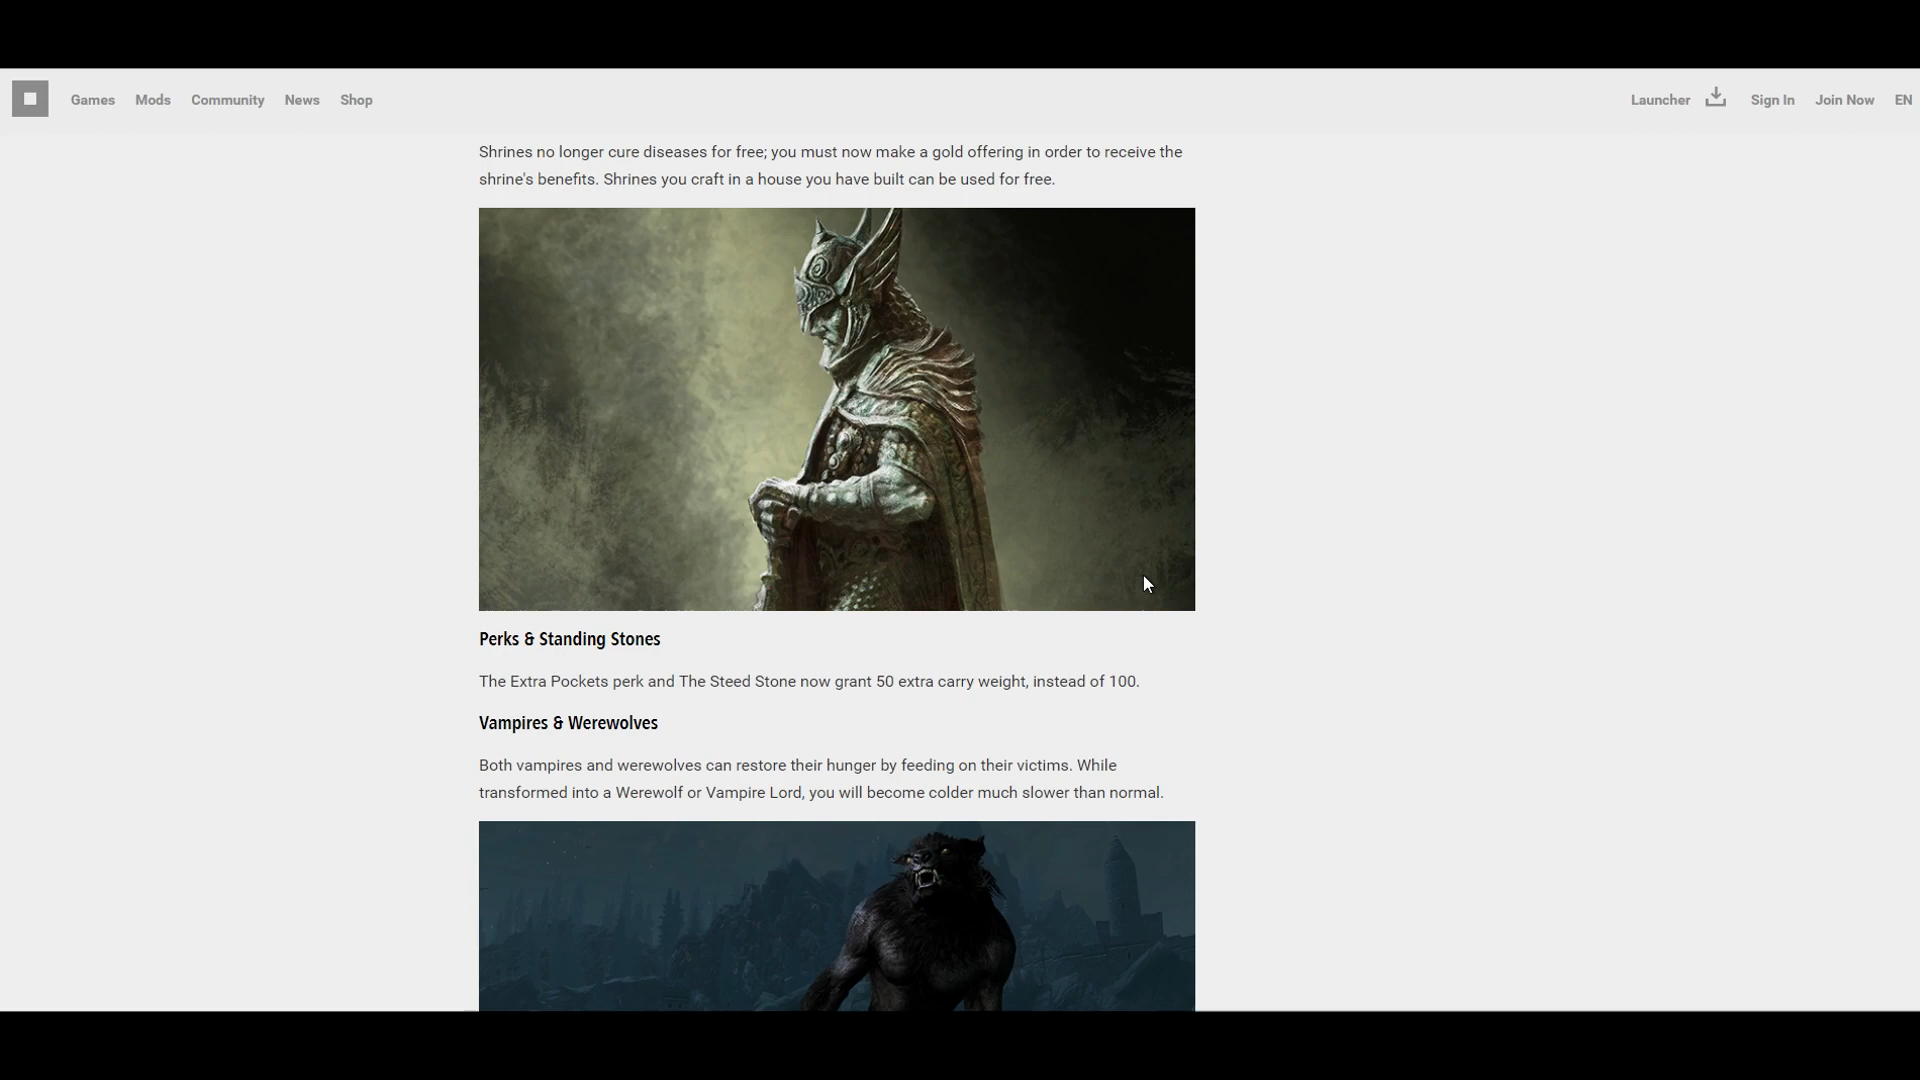 Games Mods Community News Shop Launcher Sign In Join Now EN
Shrines no longer cure diseases for free; you must now make a gold offering in order to receive the
shrine's benefits. Shrines you craft in a house you have built can be used for free.
Perks & Standing Stones
The Extra Pockets perk and The Steed Stone now grant 50 extra carry weight, instead of 100.
Vampires & Werewolves
Both vampires and werewolves can restore their hunger by feeding on their victims. While
transformed into a Werewolf or Vampire Lord, you will become colder much slower than normal.